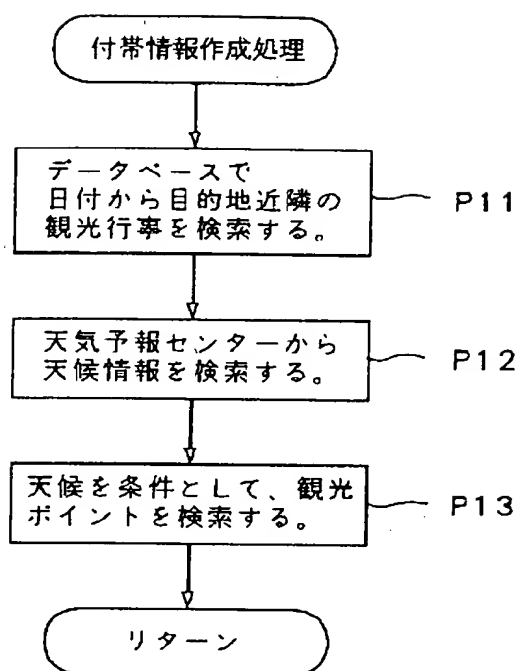 付帯情報作成処理
データベースで
日付から目的地近隣の
観光行事を検索する。
P11
天気予報センターから
天候情報を検索する。
P12
天候を条件として、観光
ポイントを検索する。
P13
リターン